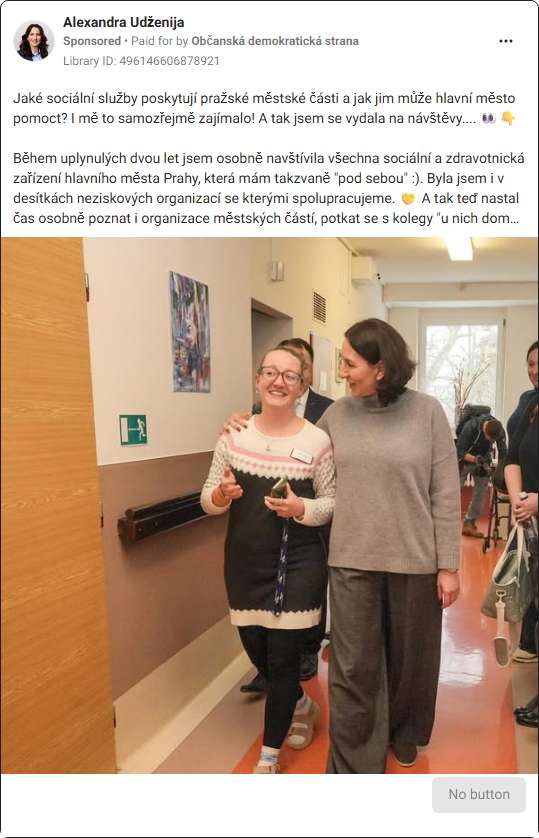 Alexandra Udženija
Sponsored • Paid for by Občanská demokratická strana
Library ID: 496146606878921
Jaké sociální služby poskytují pražské městské části a jak jim může hlavní město
pomoct? I mě to samozřejmě zajímalo! A tak jsem se vydala na návštěvy.... 👀 👇
Během uplynulých dvou let jsem osobně navštívila všechna sociální a zdravotnická
zařízení hlavního města Prahy, která mám takzvaně "pod sebou" :). Byla jsem i v
desítkách neziskových organizací se kterými spolupracujeme. 🤝 A tak teď nastal
čas osobně poznat i organizace městských částí, potkat se s kolegy "u nich dom...
No button